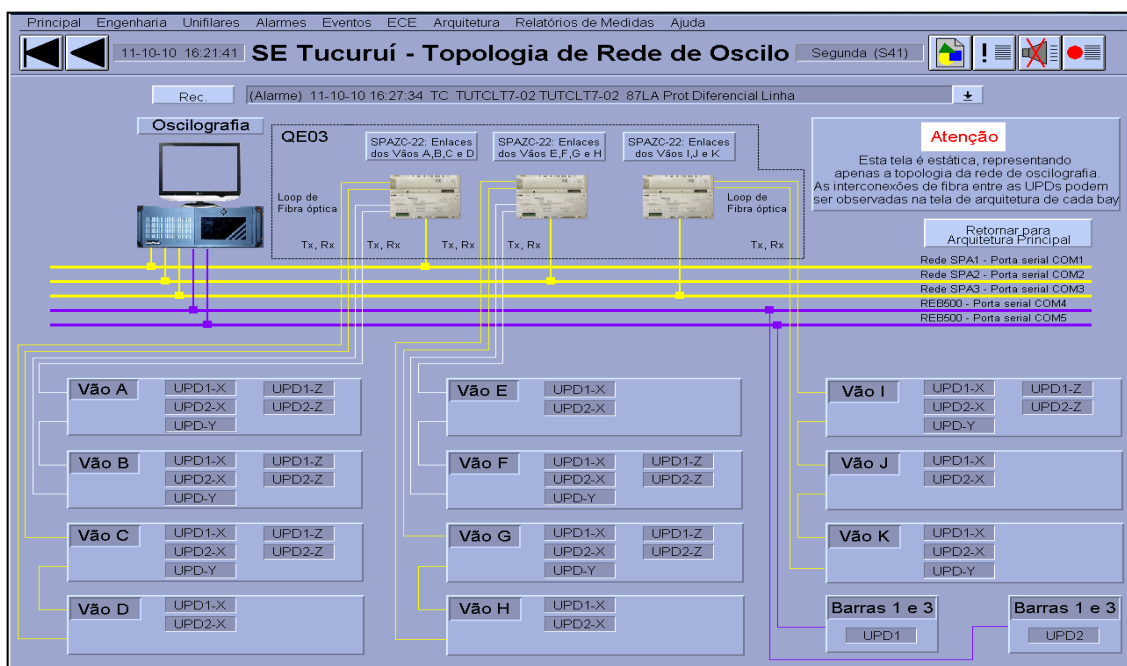 Principal Engenharia Unifilares Alarmes Eventos ECE Arquitetura Relatórios de Medidas Ajuda
11-10-10 16:21:41 SE Tucuruí - Topologia de Rede de Oscilo Segunda (S41)
Rec. (Alarme) 11-10-10 16:27:34 TC TUTCLT7-02 TUTCLT7-02 87LA Prot Diferencial Linha
Oscilografia
QE03
SPAZC-22: Enlaces
dos Vãos A,B,C e D
SPAZC-22: Enlaces
dos Vãos E,F,G e H
SPAZC-22: Enlaces
dos Vãos I,J e K
Loop de
Fibra óptica
Loop de
Fibra óptica
Tx, Rx Tx, Rx Tx, Rx Tx, Rx Tx, Rx
Atenção
Esta tela é estática, representando
apenas a topologia da rede de oscilografia.
As interconexões de fibra entre as UPDs podem
ser observadas na tela de arquitetura de cada bay
Retornar para
Arquitetura Principal
Rede SPA1 - Porta serial COM1
Rede SPA2 - Porta serial COM2
Rede SPA3 - Porta serial COM3
REB500 - Porta serial COM4
REB500 - Porta serial COM5
Vão A UPD1-X UPD1-Z
UPD2-X UPD2-Z
UPD-Y
Vão B UPD1-X UPD1-Z
UPD2-X UPD2-Z
UPD-Y
Vão C UPD1-X UPD1-Z
UPD2-X UPD2-Z
UPD-Y
Vão D UPD1-X
UPD2-X
Vão E UPD1-X
UPD2-X
Vão F UPD1-X UPD1-Z
UPD2-X UPD2-Z
UPD-Y
Vão G UPD1-X UPD1-Z
UPD2-X UPD2-Z
UPD-Y
Vão H UPD1-X
UPD2-X
Vão I UPD1-X UPD1-Z
UPD2-X UPD2-Z
UPD-Y
Vão J UPD1-X
UPD2-X
Vão K UPD1-X
UPD2-X
UPD-Y
Barras 1 e 3
UPD1
Barras 1 e 3
UPD2